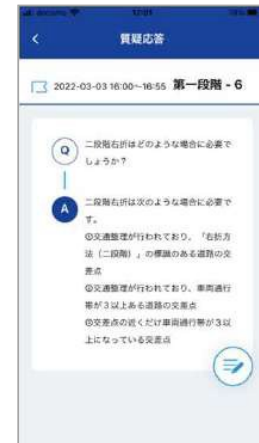 docomo
12:01
質疑応答
2022-03-03 16:00~16:55 第一段階 - 6
Q
二段階右折はどのような場合に必要で
しょうか?
A
二段階右折は次のような場合に必要で
す。
①交通整理が行われており、「右折方
法(二段階)」の標識のある道路の交
差点
②交通整理が行われており、車両通行
帯が3以上ある道路の交差点
③交差点の近くだけ車両通行帯が3以
上になっている交差点